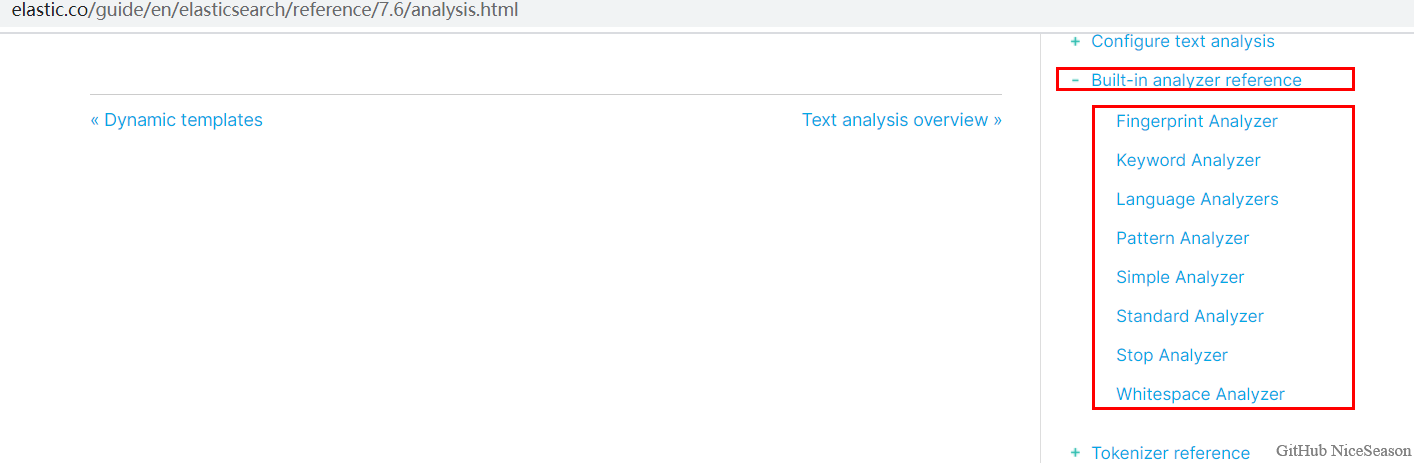 elastic.co/guide/en/elasticsearch/reference/7.6/analysis.html
+ Configure text analysis
- Built-in analyzer reference
« Dynamic templates
Text analysis overview »
Fingerprint Analyzer
Keyword Analyzer
Language Analyzers
Pattern Analyzer
Simple Analyzer
Standard Analyzer
Stop Analyzer
Whitespace Analyzer
+ Tokenizer reference
GitHub NiceSeason